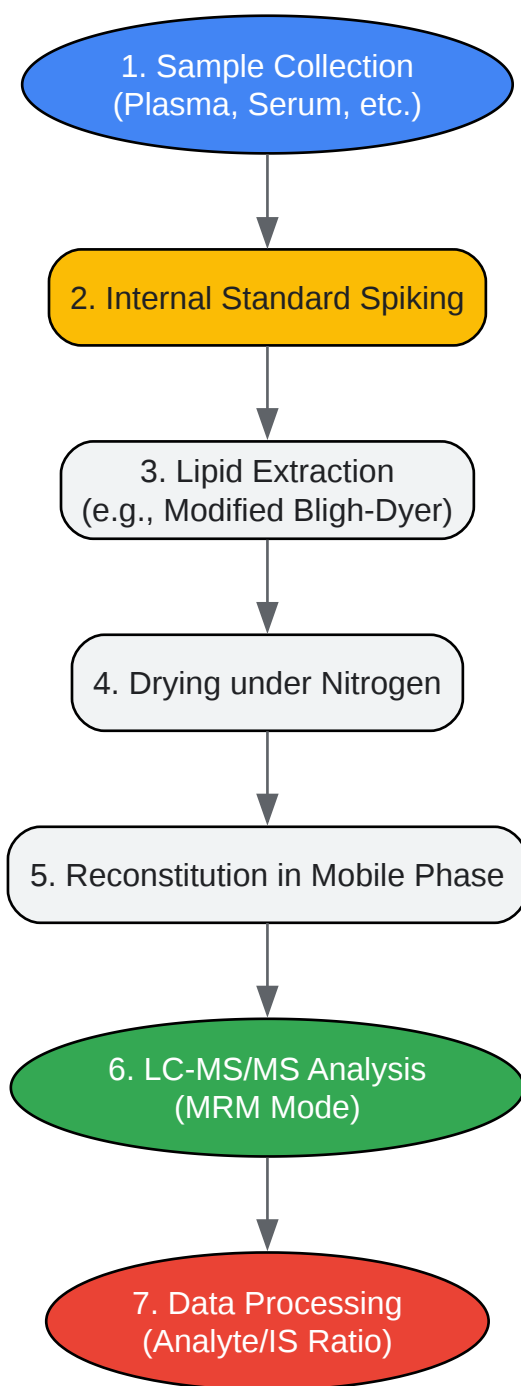 1. Sample Collection
(Plasma, Serum, etc.)
2. Internal Standard Spiking
3. Lipid Extraction
(e.g., Modified Bligh-Dyer)
4. Drying under Nitrogen
5. Reconstitution in Mobile Phase
6. LC-MS/MS Analysis
(MRM Mode)
7. Data Processing
(Analyte/IS Ratio)